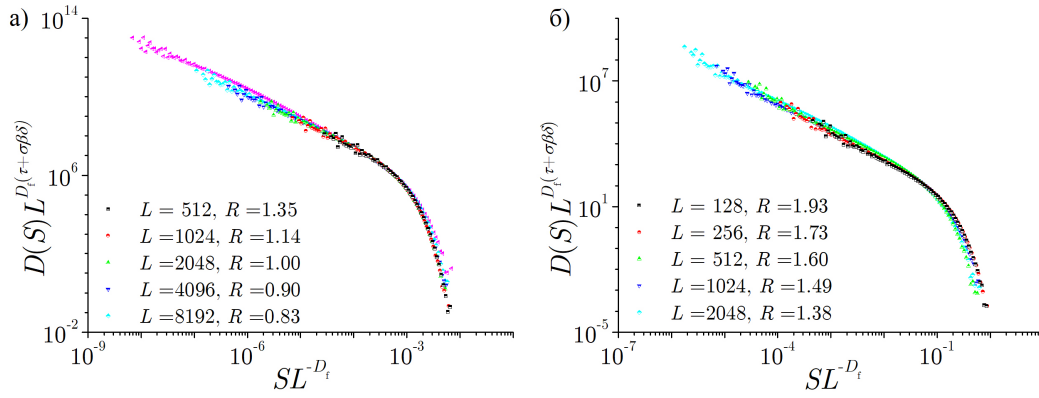 а)
10^14
10^6
10^-2
D(S) L^{D_f(τ+σβδ)}
L = 512, R = 1.35
L = 1024, R = 1.14
L = 2048, R = 1.00
L = 4096, R = 0.90
L = 8192, R = 0.83
10^-9 10^-6 10^-3
SL^{-D_f}
б)
10^7
10^1
10^-5
D(S) L^{D_f(τ+σβδ)}
L = 128, R = 1.93
L = 256, R = 1.73
L = 512, R = 1.60
L = 1024, R = 1.49
L = 2048, R = 1.38
10^-7 10^-4 10^-1
SL^{-D_f}